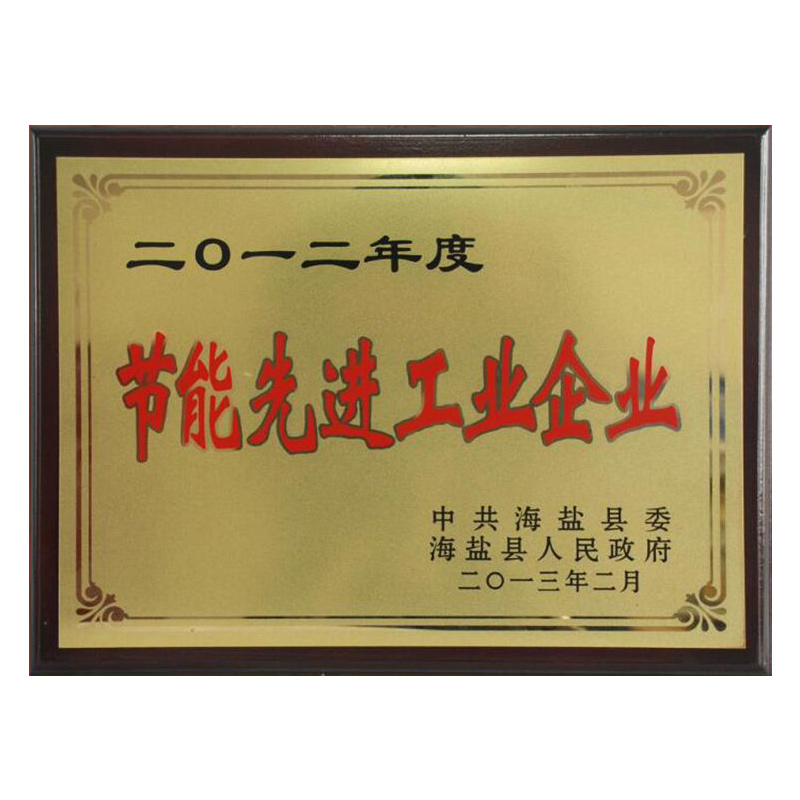 二〇一二年度
节能先进工业企业
中共海盐县委
海盐县人民政府
二〇一三年二月